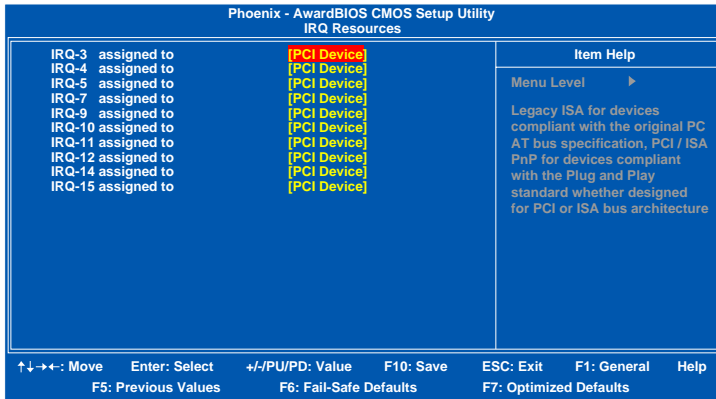 Phoenix - AwardBIOS CMOS Setup Utility
IRQ Resources
IRQ-3 assigned to [PCI Device]
IRQ-4 assigned to [PCI Device]
IRQ-5 assigned to [PCI Device]
IRQ-7 assigned to [PCI Device]
IRQ-9 assigned to [PCI Device]
IRQ-10 assigned to [PCI Device]
IRQ-11 assigned to [PCI Device]
IRQ-12 assigned to [PCI Device]
IRQ-14 assigned to [PCI Device]
IRQ-15 assigned to [PCI Device]
Item Help
Menu Level ▶
Legacy ISA for devices
compliant with the original PC
AT bus specification, PCI / ISA
PnP for devices compliant
with the Plug and Play
standard whether designed
for PCI or ISA bus architecture
↑↓→←: Move Enter: Select +/-/PU/PD: Value F10: Save ESC: Exit F1: General Help
F5: Previous Values F6: Fail-Safe Defaults F7: Optimized Defaults